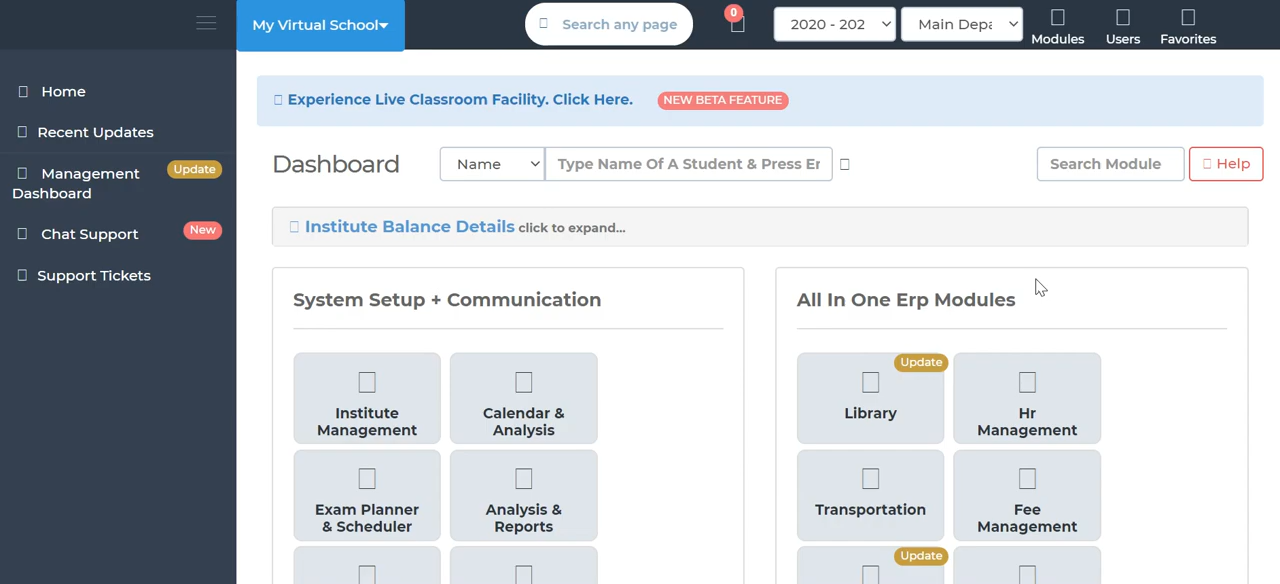 My Virtual School
Search any page
0
2020 - 202
Main Depa
Modules
Users
Favorites
Home
Recent Updates
Management Dashboard
Update
Chat Support
New
Support Tickets
Experience Live Classroom Facility. Click Here.
NEW BETA FEATURE
Dashboard
Name
Type Name Of A Student & Press Er
Search Module
Help
Institute Balance Details click to expand...
System Setup + Communication
Institute
Management
Calendar &
Analysis
Exam Planner
& Scheduler
Analysis &
Reports
All In One Erp Modules
Update
Library
Hr
Management
Transportation
Fee
Management
Update